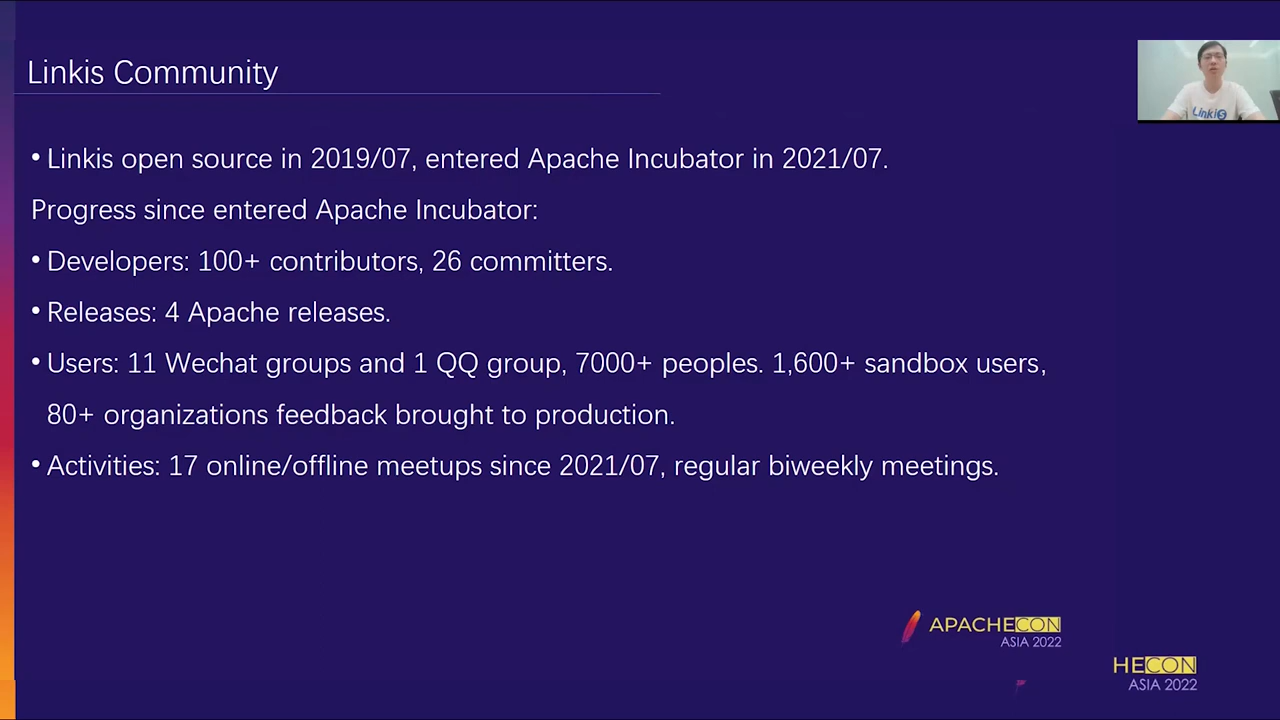 Linkis Community
Linkis
• Linkis open source in 2019/07, entered Apache Incubator in 2021/07.
Progress since entered Apache Incubator:
• Developers: 100+ contributors, 26 committers.
• Releases: 4 Apache releases.
• Users: 11 Wechat groups and 1 QQ group, 7000+ peoples. 1,600+ sandbox users,
80+ organizations feedback brought to production.
• Activities: 17 online/offline meetups since 2021/07, regular biweekly meetings.
APACHECON
ASIA 2022
HECON
ASIA 2022